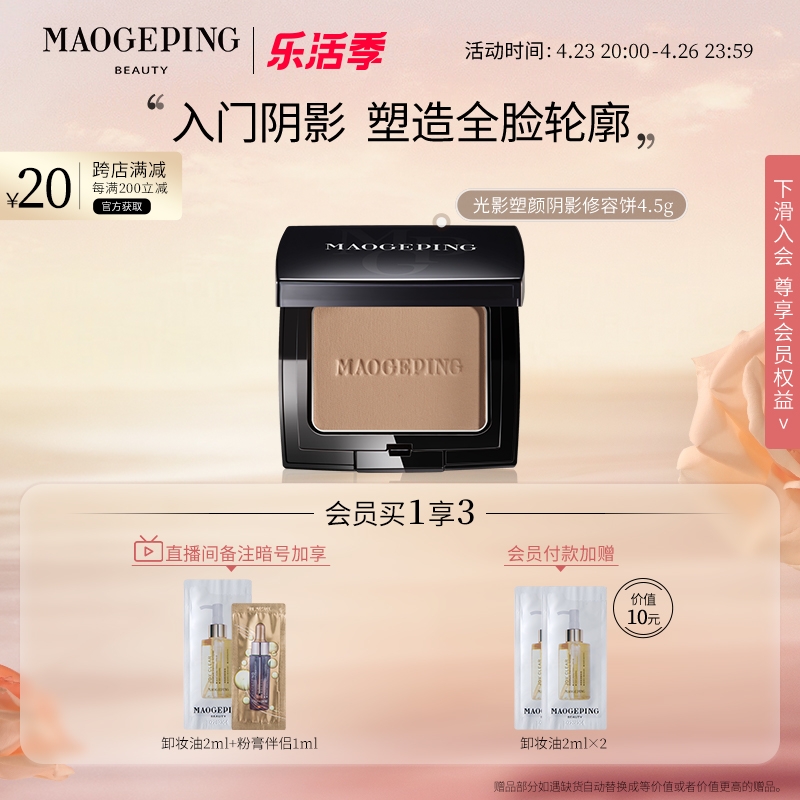 MAOGEPING
BEAUTY
乐活季
活动时间：4.23 20:00-4.26 23:59
“入门阴影 塑造全脸轮廓”
¥20
跨店满减
每满200立减
官方获取
光影塑颜阴影修容饼4.5g
下滑入会 尊享会员权益 >
MAOGEPING
MAOGEPING
会员买1享3
直播间备注暗号加享
会员付款加赠
价值
10元
MAOGEPING
BEAUTY
MAOGEPING
BEAUTY
卸妆油2ml+粉膏伴侣1ml
卸妆油2ml×2
赠品部分如遇缺货自动替换成等价值或者价值更高的赠品。